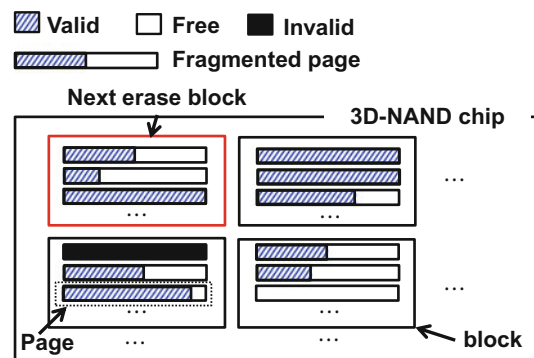 Valid Free Invalid
Fragmented page
Next erase block
3D-NAND chip
...
... ...
...
... ...
Page
block
... ...